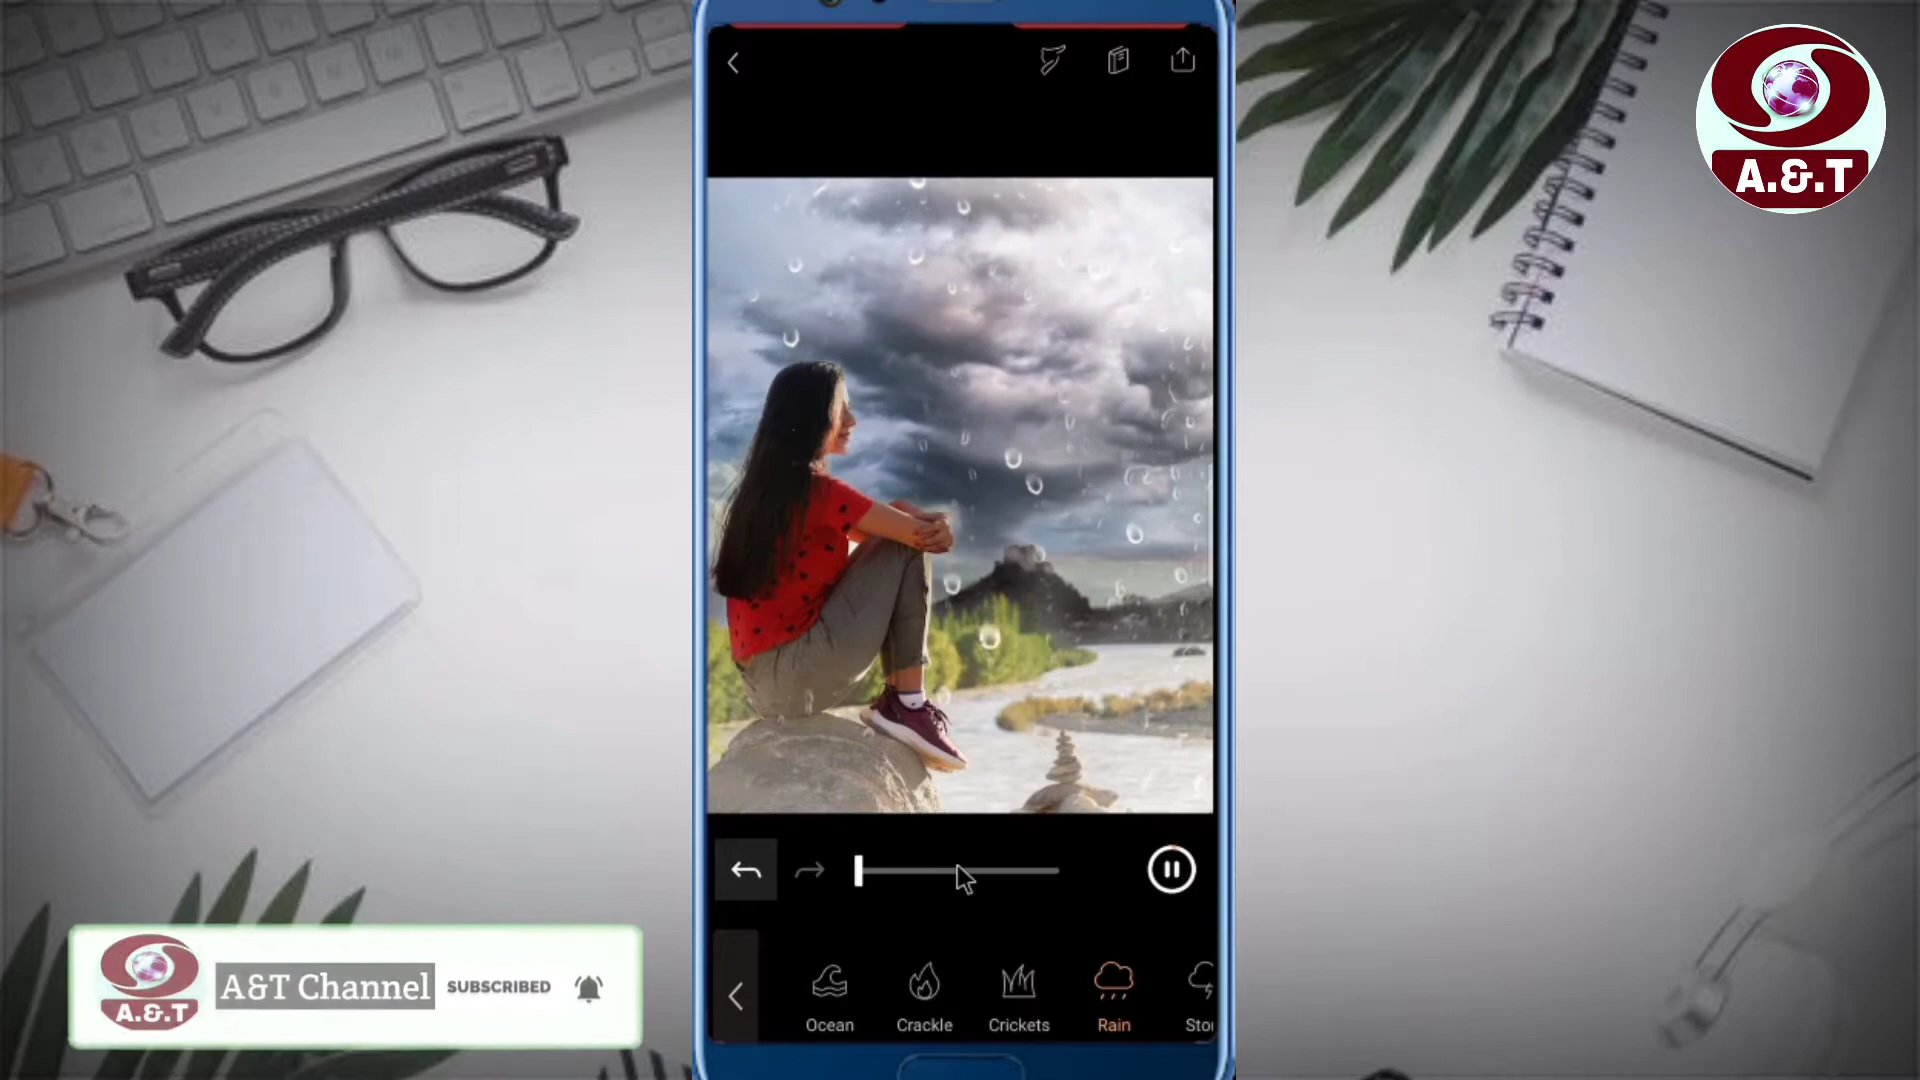 A.&.T
A.&.T
A&T Channel
SUBSCRIBED
Ocean
Crackle
Crickets
Rain
Sto